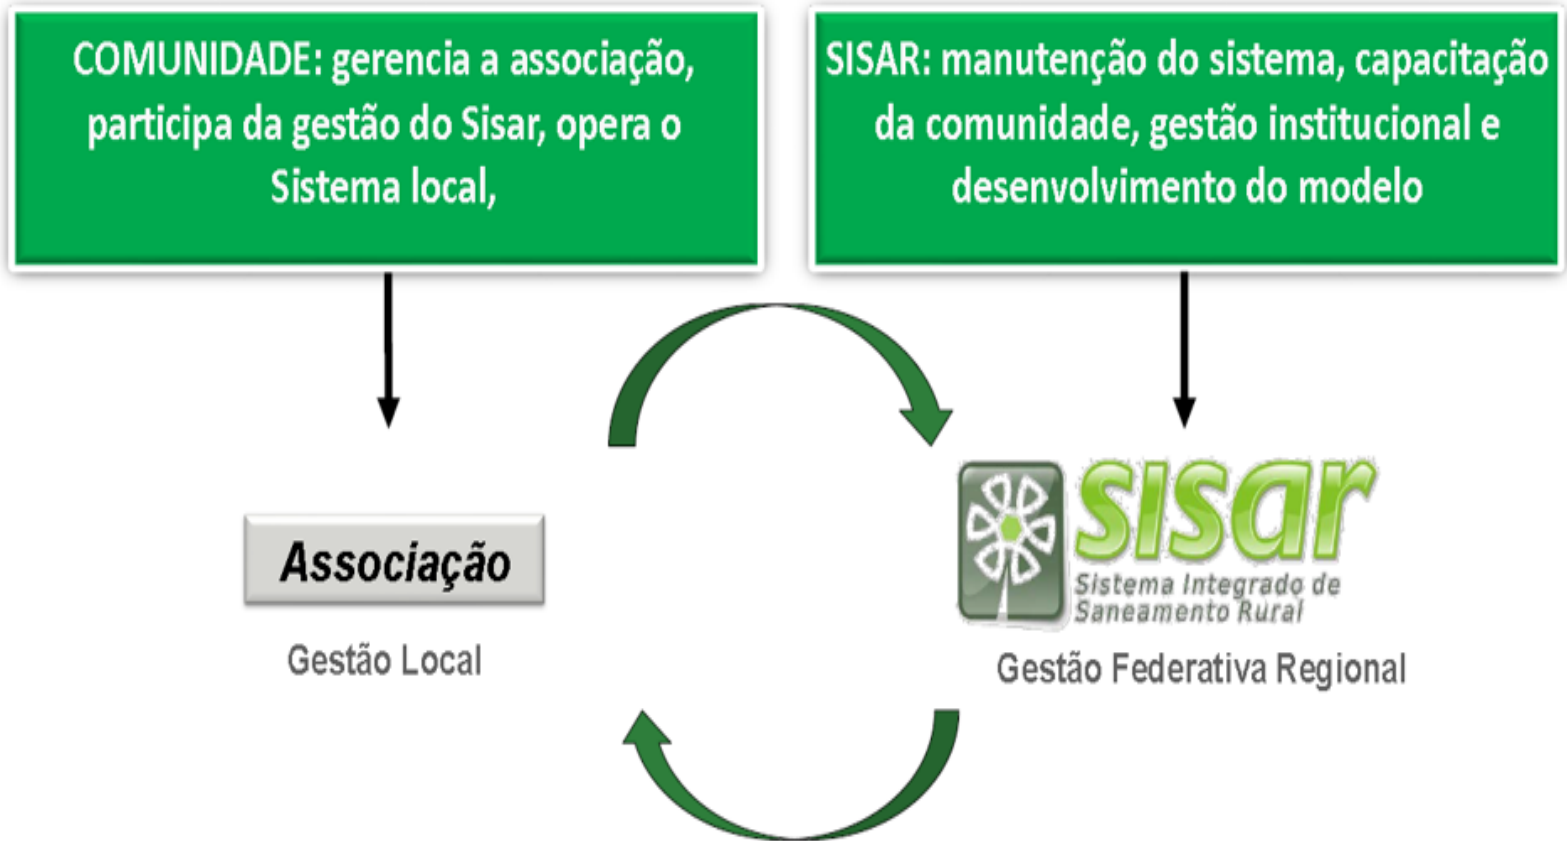 COMUNIDADE: gerencia a associação,
participa da gestão do Sisar, opera o
Sistema local,
SISAR: manutenção do sistema, capacitação
da comunidade, gestão institucional e
desenvolvimento do modelo
Associação
Gestão Local
sisar
Sistema Integrado de
Saneamento Rural
Gestão Federativa Regional